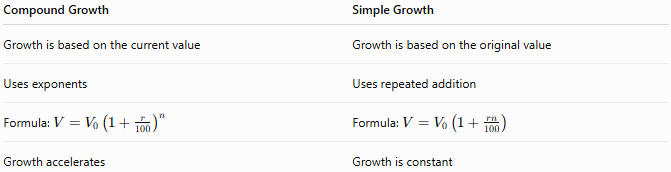 Compound Growth Simple Growth
Growth is based on the current value Growth is based on the original value
Uses exponents Uses repeated addition
Formula: $V = V_0 \left(1 + \frac{r}{100}\right)^n$ Formula: $V = V_0 \left(1 + \frac{rn}{100}\right)$
Growth accelerates Growth is constant